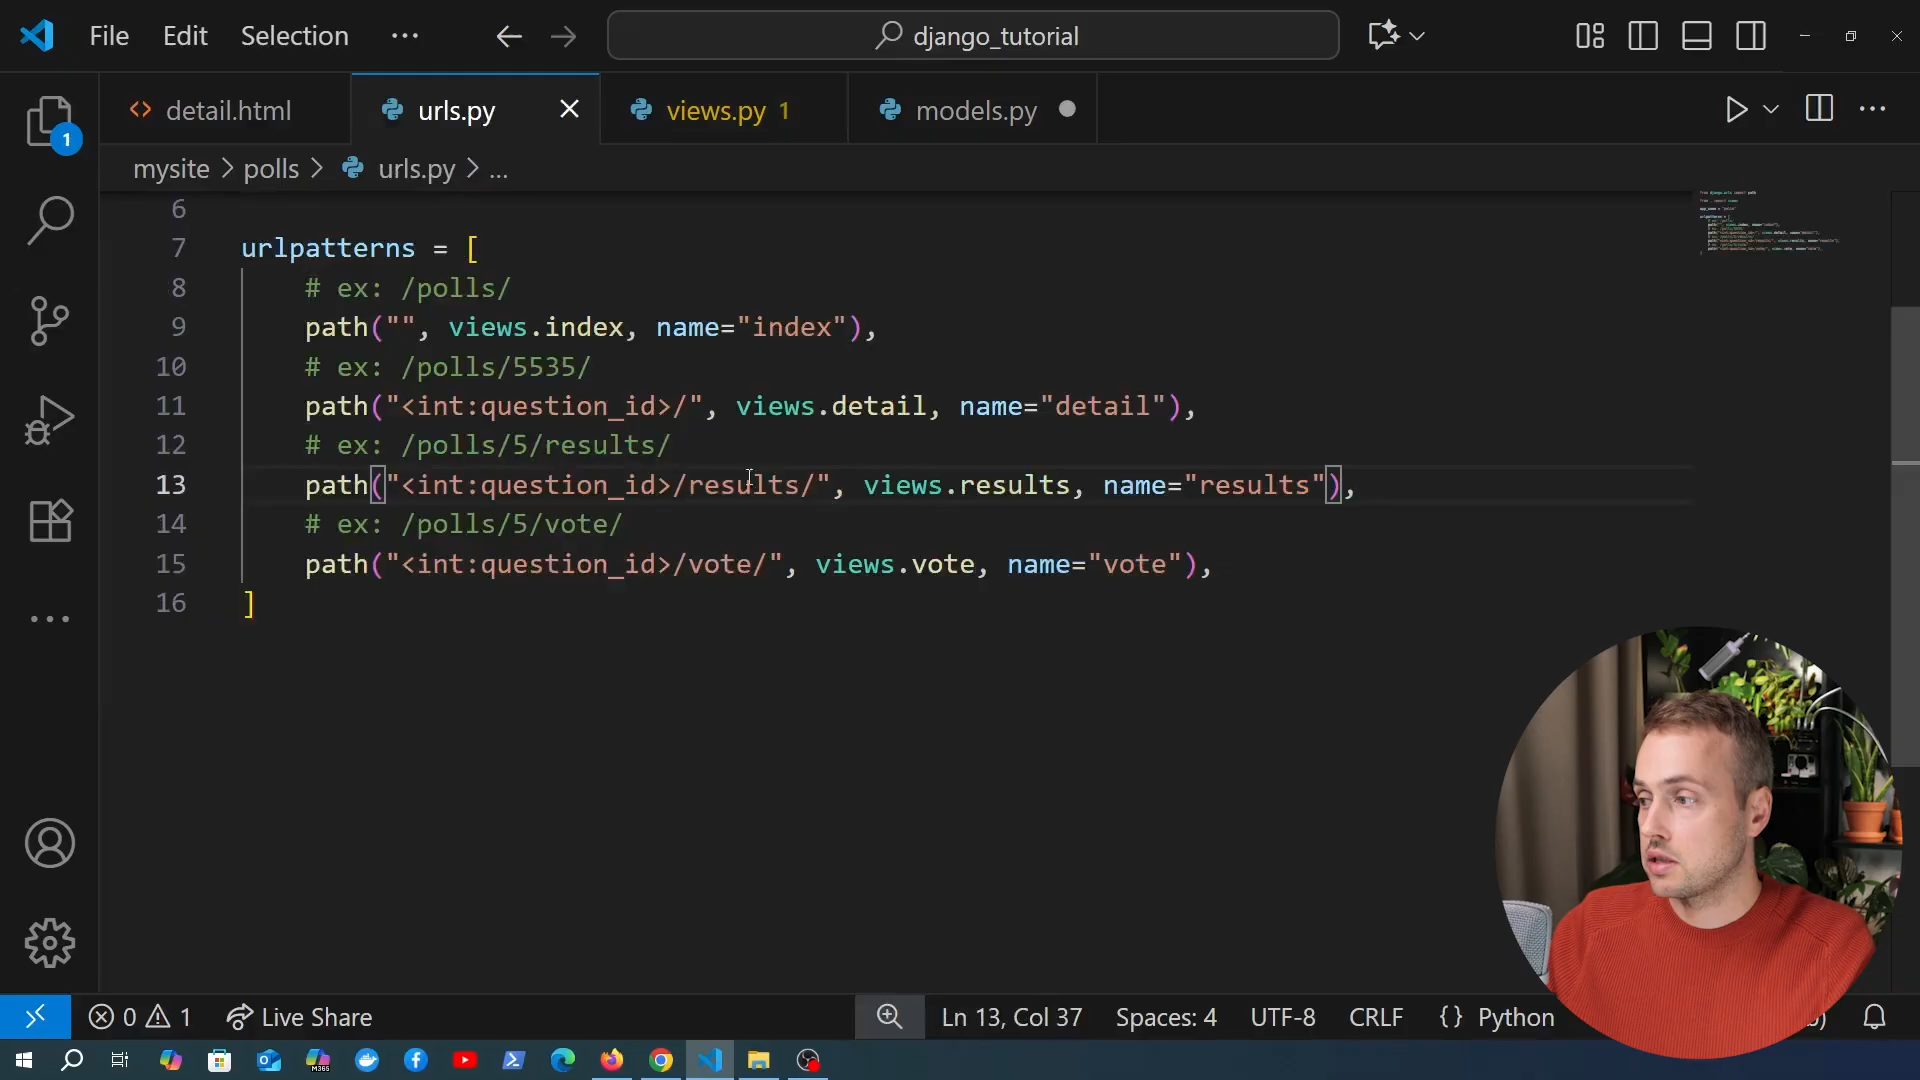 File Edit Selection ··· django_tutorial
detail.html urls.py views.py 1 models.py
mysite > polls > urls.py > ...
1
6
7 urlpatterns = [
8 # ex: /polls/
9 path("", views.index, name="index"),
10 # ex: /polls/5535/
11 path("<int:question_id>/", views.detail, name="detail"),
12 # ex: /polls/5/results/
13 path("<int:question_id>/results/", views.results, name="results"),
14 # ex: /polls/5/vote/
15 path("<int:question_id>/vote/", views.vote, name="vote"),
16 ]
0 1 Live Share Ln 13, Col 37 Spaces: 4 UTF-8 CRLF {} Python
M365